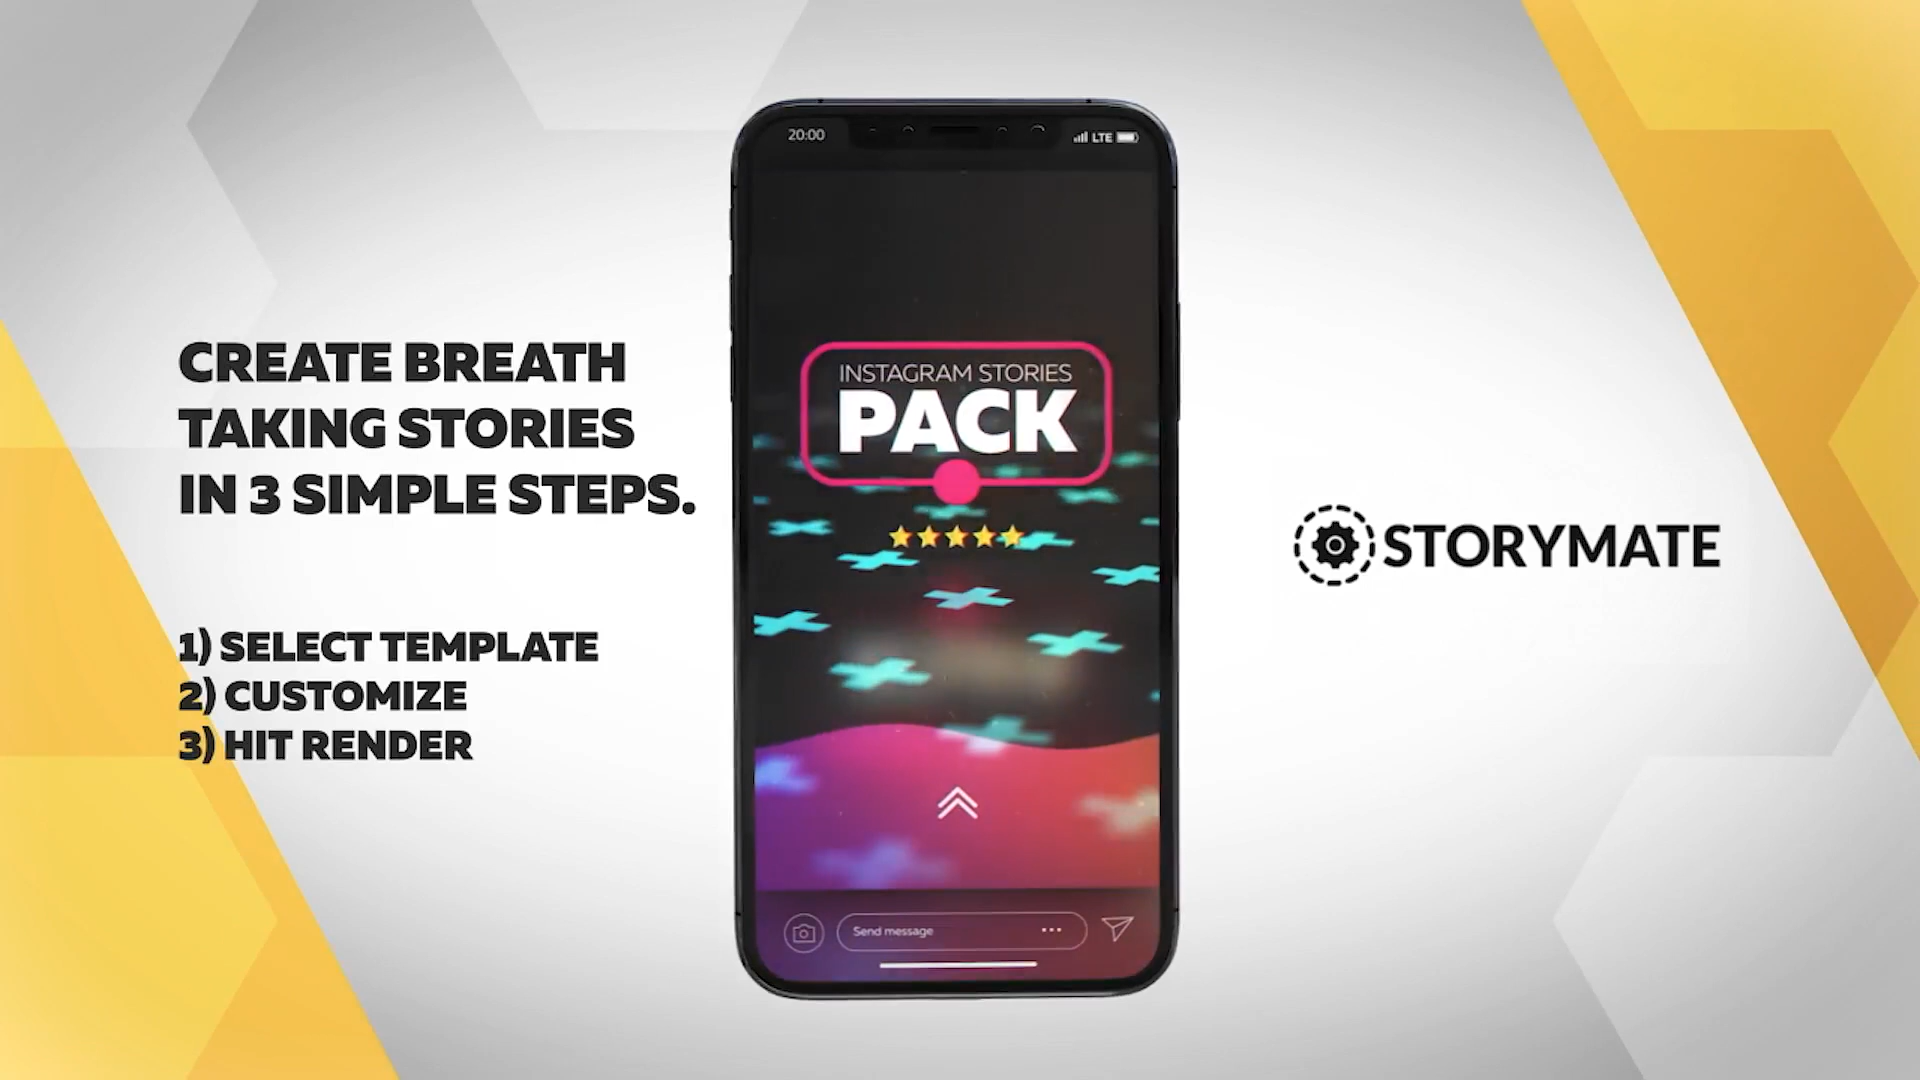 CREATE BREATH
TAKING STORIES
IN 3 SIMPLE STEPS.
1) SELECT TEMPLATE
2) CUSTOMIZE
3) HIT RENDER
20:00
LTE
INSTAGRAM STORIES
PACK
Send message
STORYMATE